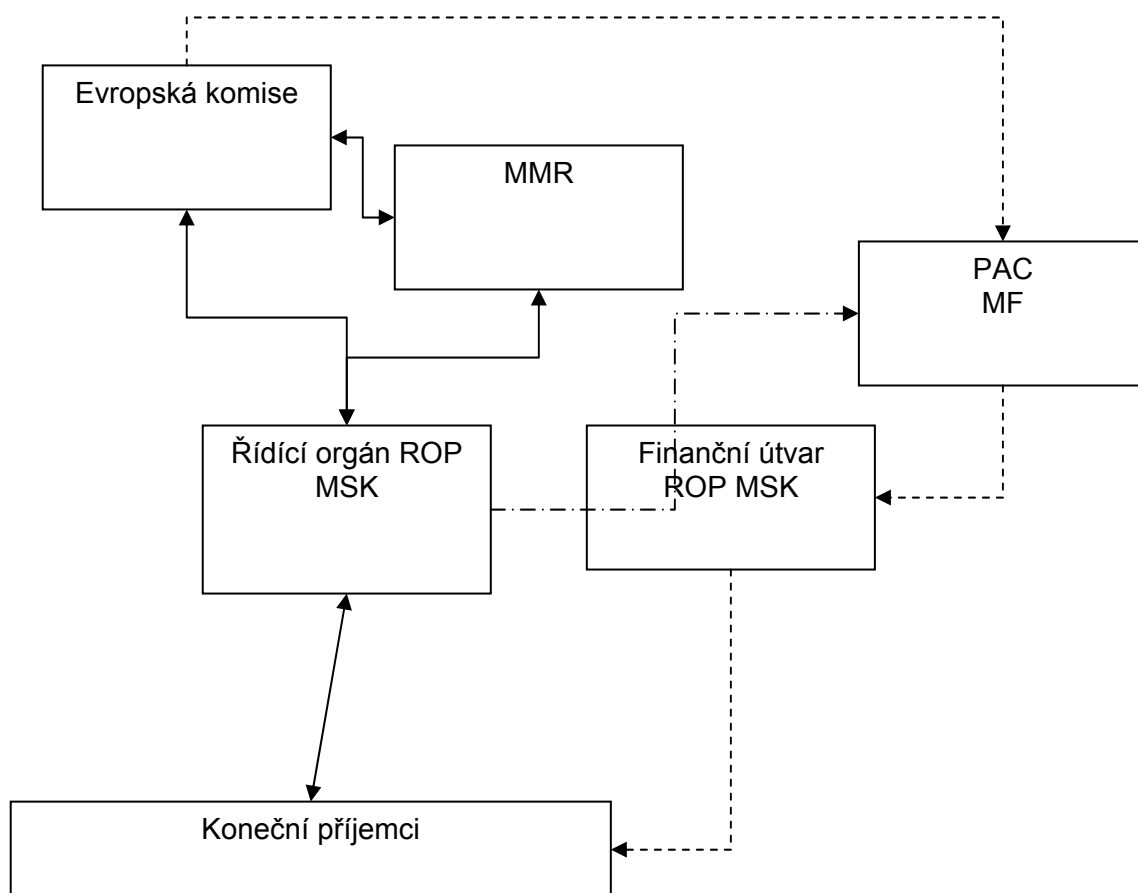 Evropská komise
MMR
PAC
MF
Řídící orgán ROP
MSK
Finanční útvar
ROP MSK
Koneční příjemci